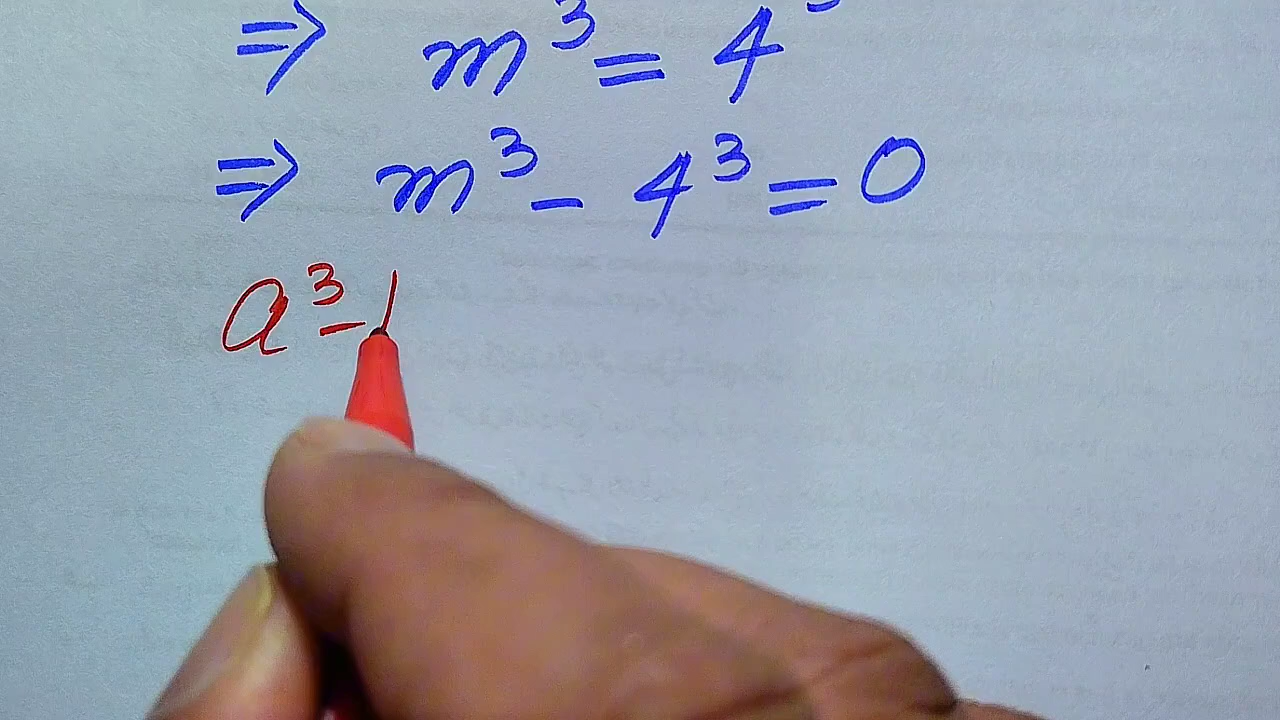 ⇒ m³ = 4
⇒ m³ - 4³ = 0
a³ -